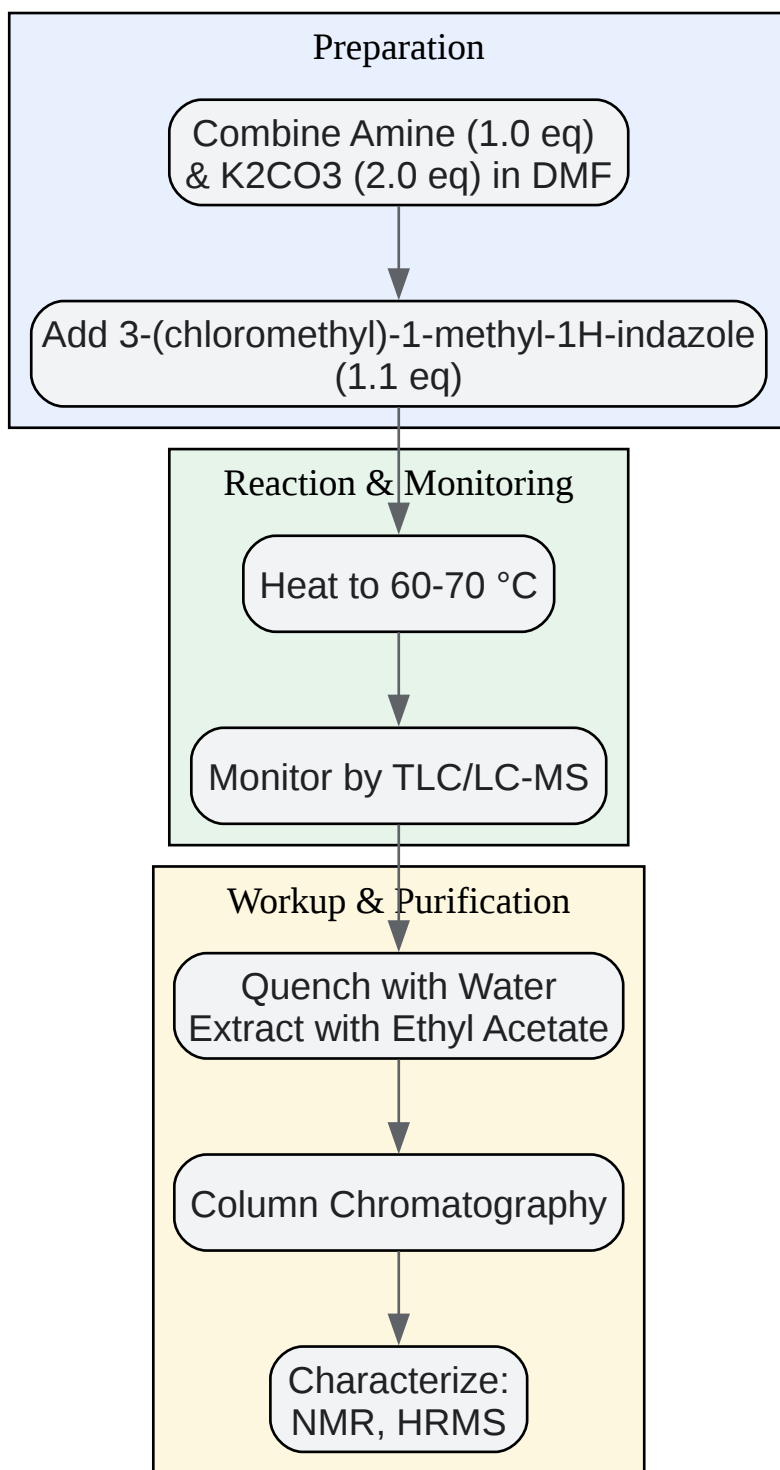 Preparation
Combine Amine (1.0 eq)
& K2CO3 (2.0 eq) in DMF
Add 3-(chloromethyl)-1-methyl-1H-indazole
(1.1 eq)
Reaction & Monitoring
Heat to 60-70 °C
Monitor by TLC/LC-MS
Workup & Purification
Quench with Water
Extract with Ethyl Acetate
Column Chromatography
Characterize:
NMR, HRMS